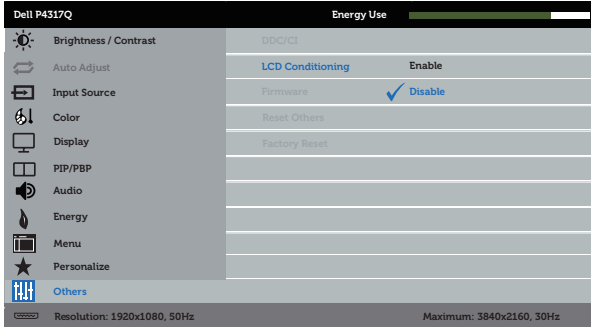 Dell P4317Q Energy Use
Brightness / Contrast DDC/CI
Auto Adjust LCD Conditioning Enable
Input Source Firmware Disable
Color Reset Others
Display Factory Reset
PIP/PBP
Audio
Energy
Menu
Personalize
Others
Resolution: 1920x1080, 50Hz Maximum: 3840x2160, 30Hz